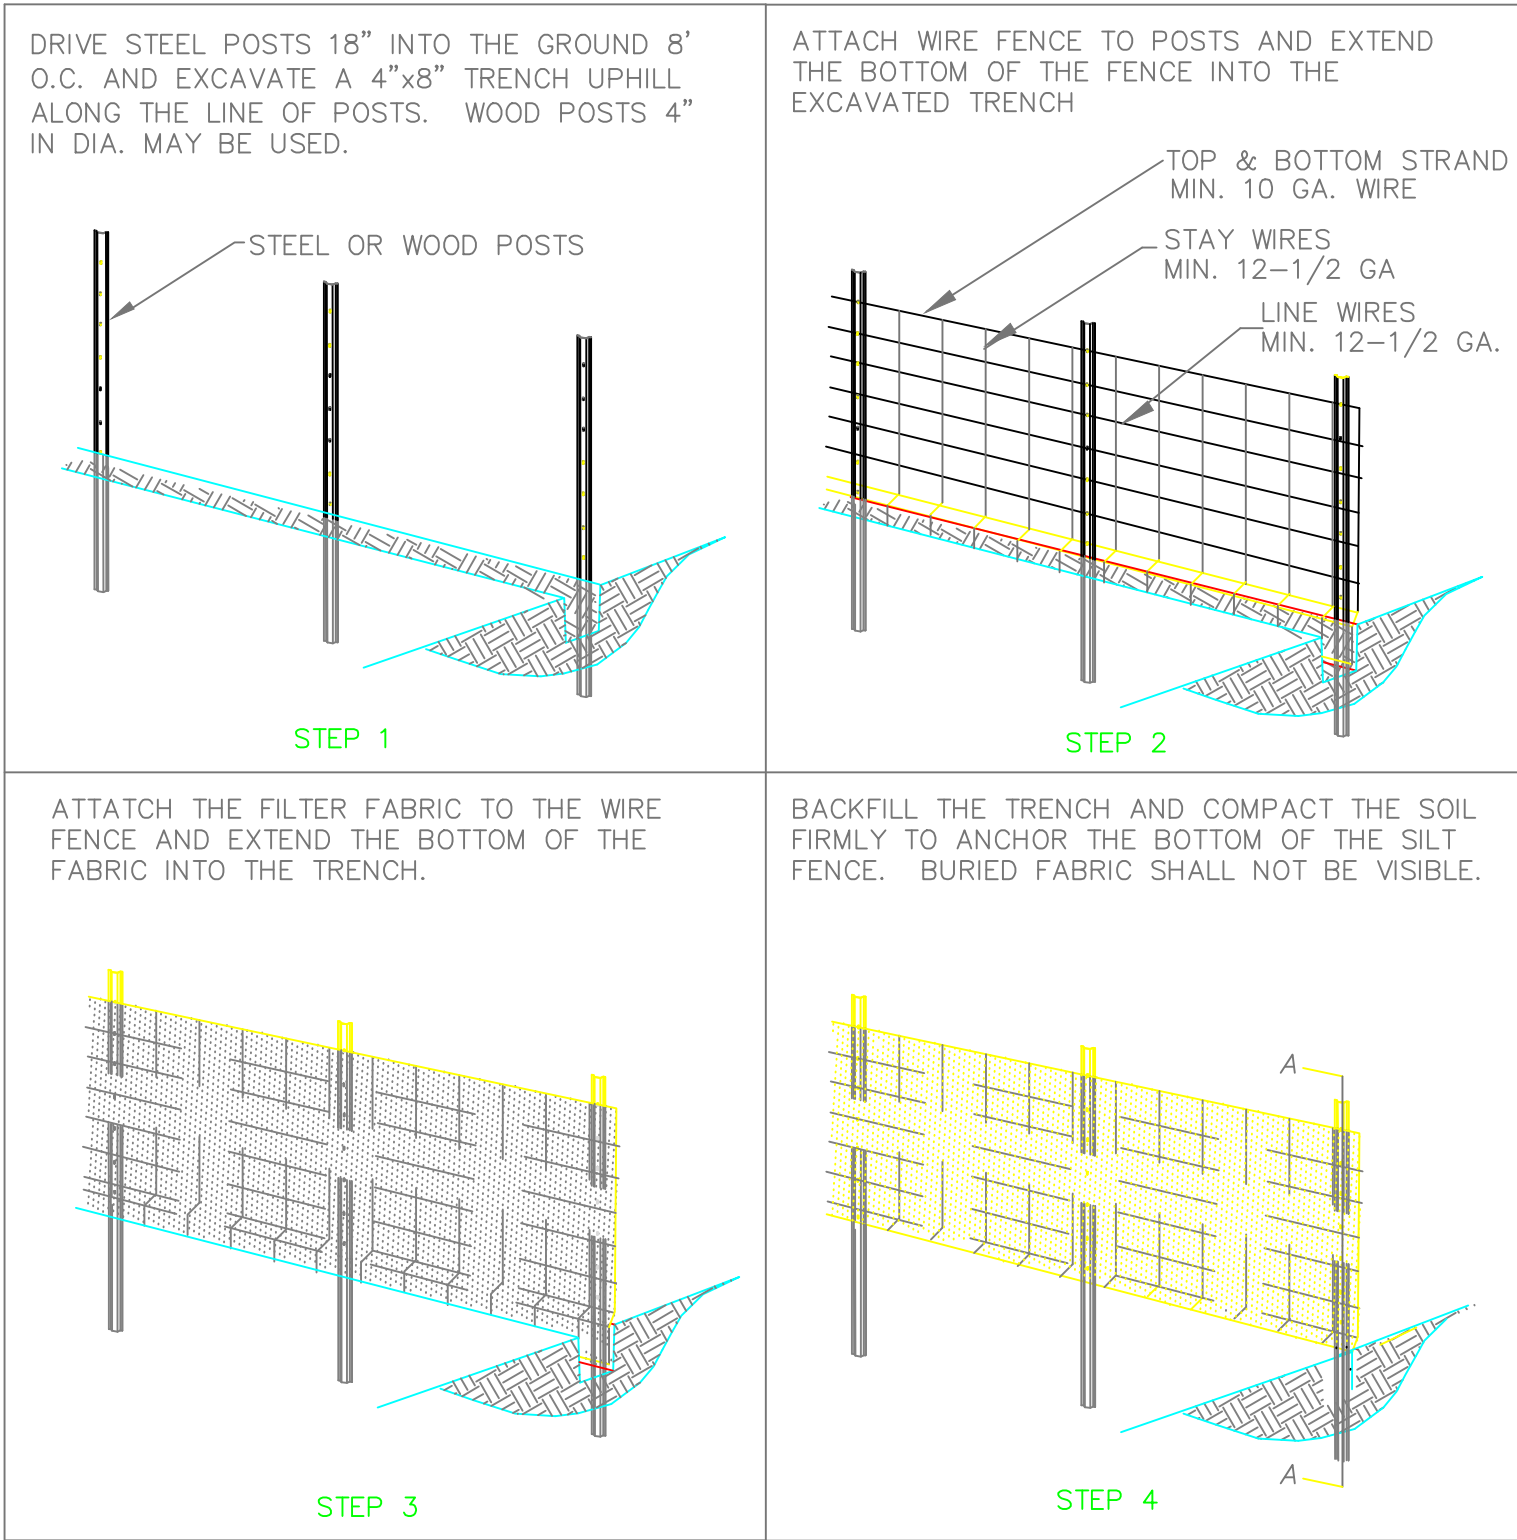 DRIVE STEEL POSTS 18" INTO THE GROUND 8'
O.C. AND EXCAVATE A 4"x8" TRENCH UPHILL
ALONG THE LINE OF POSTS. WOOD POSTS 4"
IN DIA. MAY BE USED.
STEEL OR WOOD POSTS
STEP 1
ATTACH WIRE FENCE TO POSTS AND EXTEND
THE BOTTOM OF THE FENCE INTO THE
EXCAVATED TRENCH
TOP & BOTTOM STRAND
MIN. 10 GA. WIRE
STAY WIRES
MIN. 12-1/2 GA
LINE WIRES
MIN. 12-1/2 GA.
STEP 2
ATTATCH THE FILTER FABRIC TO THE WIRE
FENCE AND EXTEND THE BOTTOM OF THE
FABRIC INTO THE TRENCH.
STEP 3
BACKFILL THE TRENCH AND COMPACT THE SOIL
FIRMLY TO ANCHOR THE BOTTOM OF THE SILT
FENCE. BURIED FABRIC SHALL NOT BE VISIBLE.
A
A
STEP 4